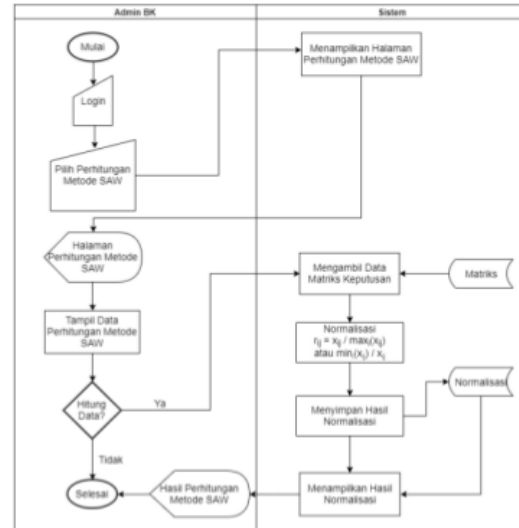 Admin BK
Sistem
Mulai
Login
Pilih Perhitungan
Metode SAW
Menampilkan Halaman
Perhitungan Metode SAW
Halaman
Perhitungan Metode
SAW
Tampil Data
Perhitungan Metode
SAW
Hitung
Data?
Ya
Tidak
Selesai
Mengambil Data
Matriks Keputusan
Matriks
Normalisasi
rᵢⱼ = xᵢⱼ / maxᵢ(xᵢⱼ)
atau minᵢ(xᵢⱼ) / xᵢⱼ
Menyimpan Hasil
Normalisasi
Normalisasi
Menampilkan Hasil
Normalisasi
Hasil Perhitungan
Metode SAW